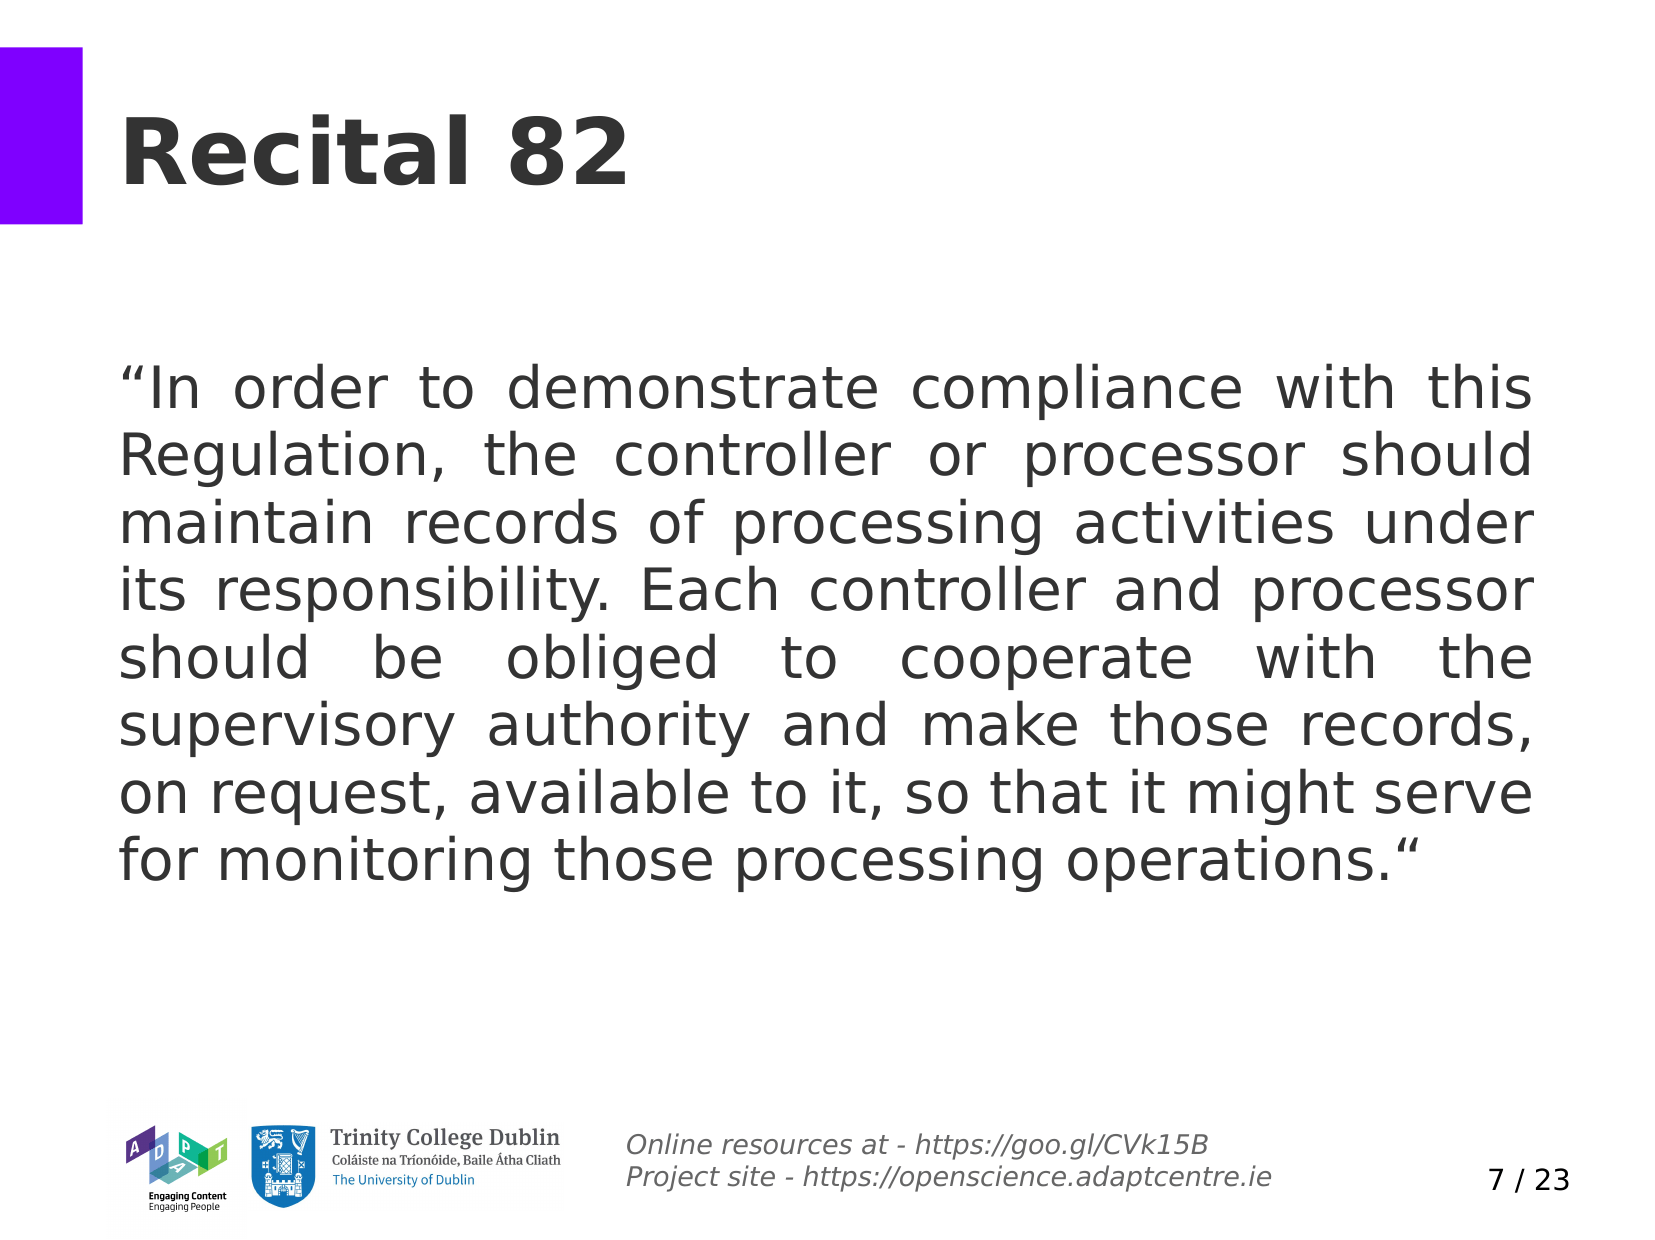 Recital 82
“In order to demonstrate compliance with this
Regulation, the controller or processor should
maintain records of processing activities under
its responsibility. Each controller and processor
should be obliged to cooperate with the
supervisory authority and make those records,
on request, available to it, so that it might serve
for monitoring those processing operations.“
ADAPT
Engaging Content
Engaging People
Trinity College Dublin
Coláiste na Tríonóide, Baile Átha Cliath
The University of Dublin
Online resources at - https://goo.gl/CVk15B
Project site - https://openscience.adaptcentre.ie
7 / 23